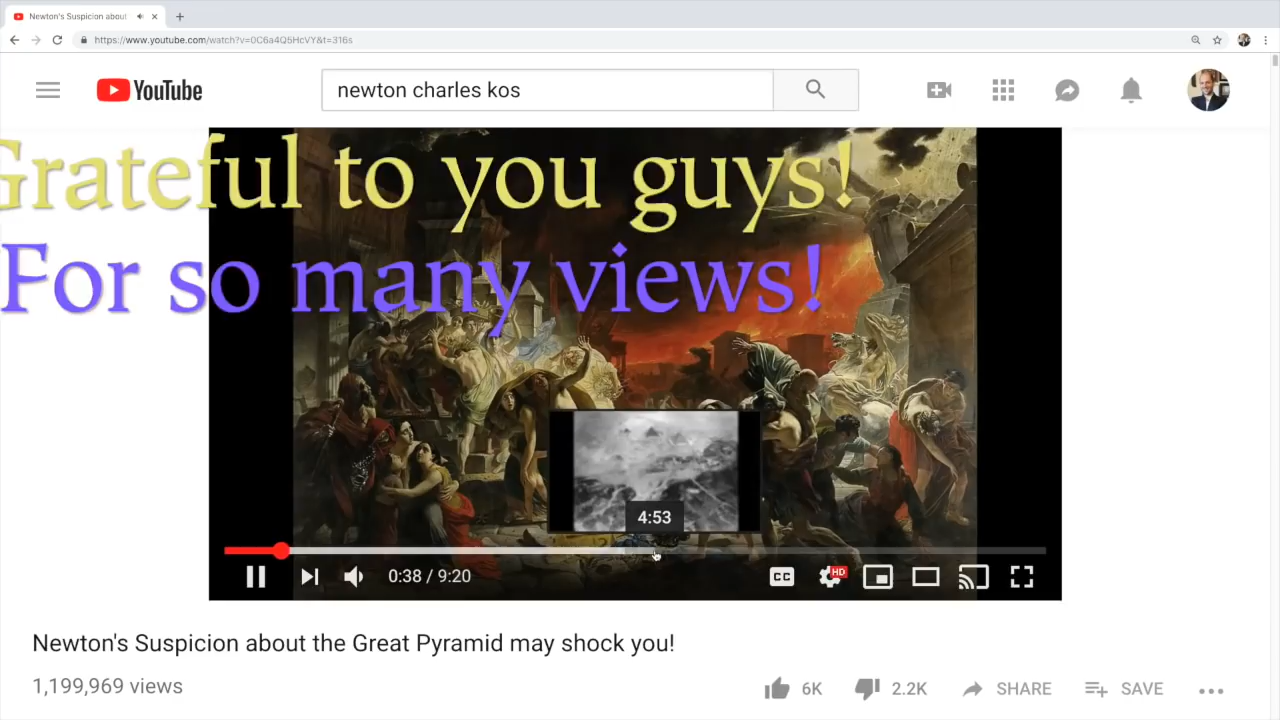 Newton's Suspicion about
https://www.youtube.com/watch?v=0C6a4Q5HcVY&t=316s
YouTube
newton charles kos
Grateful to you guys!
For so many views!
4:53
0:38 / 9:20
CC
HD
Newton's Suspicion about the Great Pyramid may shock you!
1,199,969 views
6K
2.2K
SHARE
SAVE